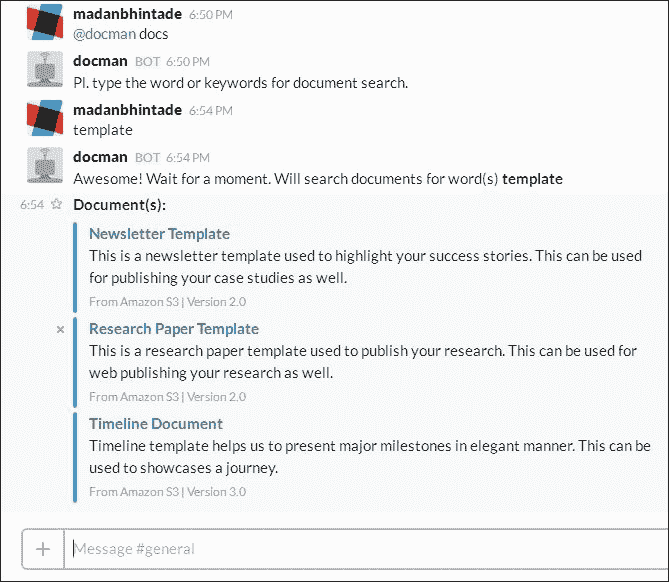 madanbhintade 6:50 PM
@docman docs
docman BOT 6:50 PM
Pl. type the word or keywords for document search.
madanbhintade 6:54 PM
template
docman BOT 6:54 PM
Awesome! Wait for a moment. Will search documents for word(s) template
6:54 Document(s):
Newsletter Template
This is a newsletter template used to highlight your success stories. This can be used
for publishing your case studies as well.
From Amazon S3 | Version 2.0
Research Paper Template
This is a research paper template used to publish your research. This can be used for
web publishing your research as well.
From Amazon S3 | Version 2.0
Timeline Document
Timeline template helps us to present major milestones in elegant manner. This can be
used to showcases a journey.
From Amazon S3 | Version 3.0
Message #general